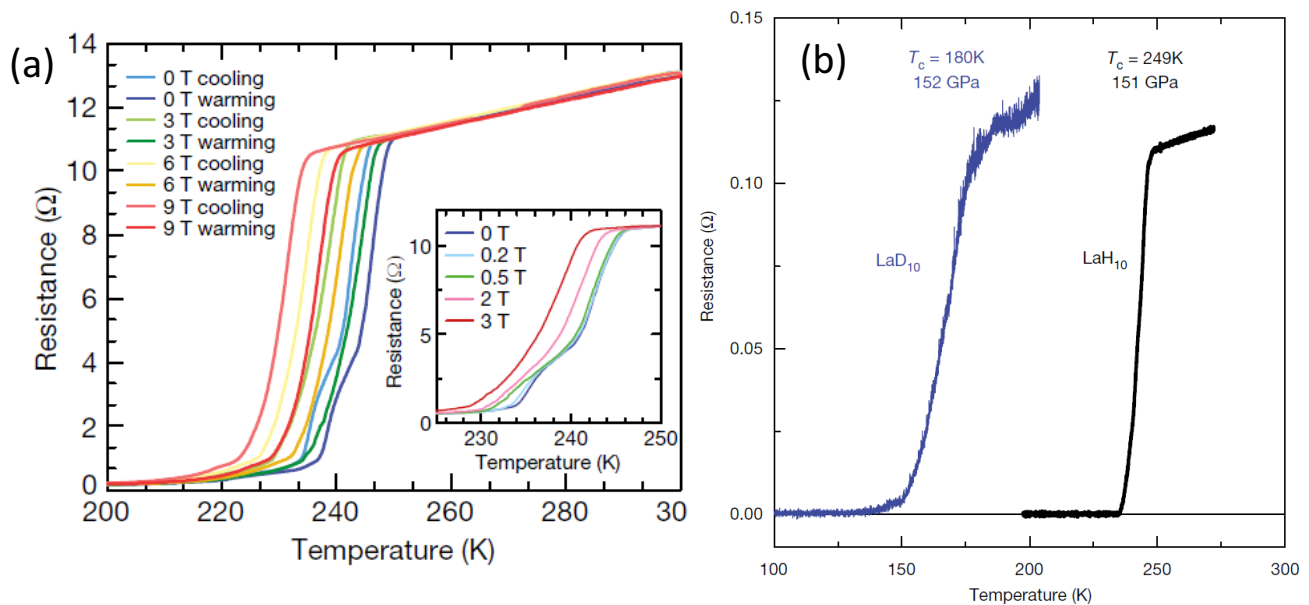 (a)
14
12
10
8
6
4
2
0
Resistance (Ω)
0 T cooling
0 T warming
3 T cooling
3 T warming
6 T cooling
6 T warming
9 T cooling
9 T warming
10
5
0
Resistance (Ω)
0 T
0.2 T
0.5 T
2 T
3 T
230 240 250
Temperature (K)
200 220 240 260 280 30
Temperature (K)
(b)
0.15
0.10
0.05
0.00
Resistance (Ω)
Tc = 180K
152 GPa
Tc = 249K
151 GPa
LaD10
LaH10
100 150 200 250 300
Temperature (K)